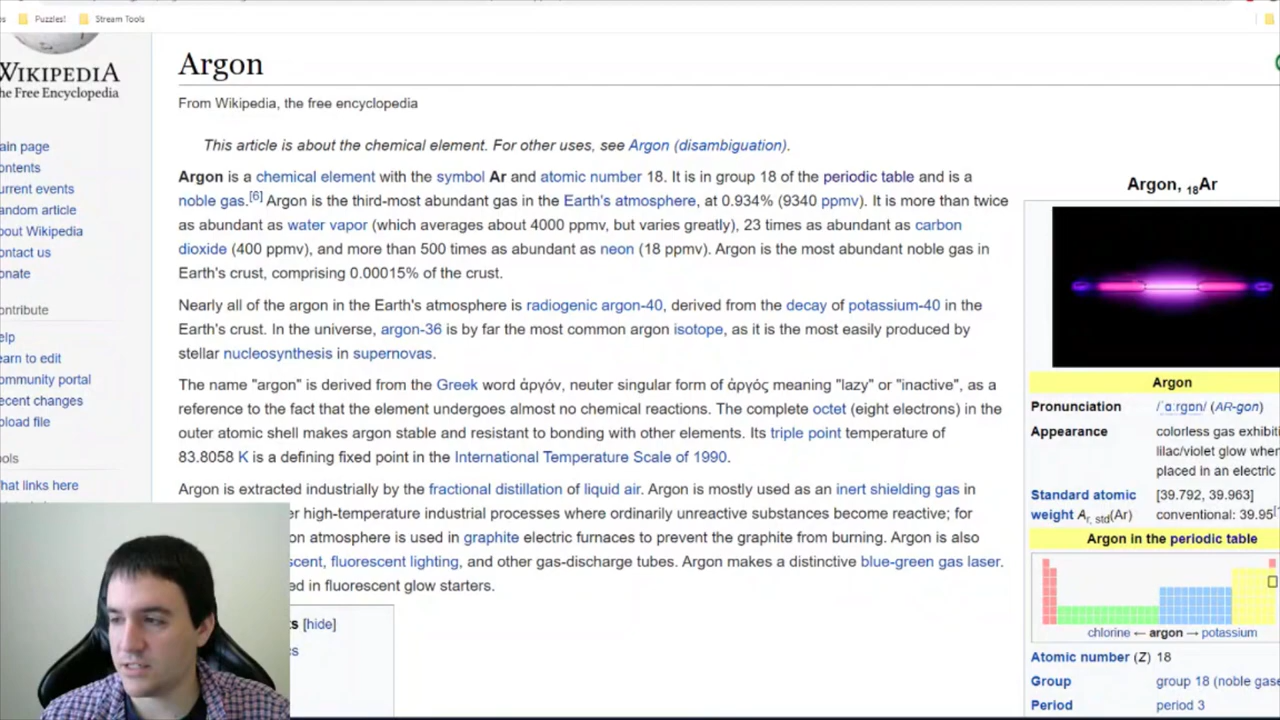 Puzzles!
Stream Tools
WIKIPEDIA
he Free Encyclopedia
ain page
ontents
urrent events
andom article
bout Wikipedia
ontact us
onate
ontribute
elp
earn to edit
ommunity portal
ecent changes
pload file
ools
hat links here
Argon
From Wikipedia, the free encyclopedia
This article is about the chemical element. For other uses, see Argon (disambiguation).
Argon is a chemical element with the symbol Ar and atomic number 18. It is in group 18 of the periodic table and is a
noble gas.[6] Argon is the third-most abundant gas in the Earth's atmosphere, at 0.934% (9340 ppmv). It is more than twice
as abundant as water vapor (which averages about 4000 ppmv, but varies greatly), 23 times as abundant as carbon
dioxide (400 ppmv), and more than 500 times as abundant as neon (18 ppmv). Argon is the most abundant noble gas in
Earth's crust, comprising 0.00015% of the crust.
Nearly all of the argon in the Earth's atmosphere is radiogenic argon-40, derived from the decay of potassium-40 in the
Earth's crust. In the universe, argon-36 is by far the most common argon isotope, as it is the most easily produced by
stellar nucleosynthesis in supernovas.
The name "argon" is derived from the Greek word ἀργόν, neuter singular form of ἀργός meaning "lazy" or "inactive", as a
reference to the fact that the element undergoes almost no chemical reactions. The complete octet (eight electrons) in the
outer atomic shell makes argon stable and resistant to bonding with other elements. Its triple point temperature of
83.8058 K is a defining fixed point in the International Temperature Scale of 1990.
Argon is extracted industrially by the fractional distillation of liquid air. Argon is mostly used as an inert shielding gas in
er high-temperature industrial processes where ordinarily unreactive substances become reactive; for
on atmosphere is used in graphite electric furnaces to prevent the graphite from burning. Argon is also
scent, fluorescent lighting, and other gas-discharge tubes. Argon makes a distinctive blue-green gas laser.
ed in fluorescent glow starters.
s [hide]
cs
Argon, 18Ar
Argon
Pronunciation /ˈɑːrɡɒn/ (AR-gon)
Appearance colorless gas exhibiti
lilac/violet glow when
placed in an electric
Standard atomic [39.792, 39.963]
weight Ar, std(Ar) conventional: 39.95[
Argon in the periodic table
chlorine ← argon → potassium
Atomic number (Z) 18
Group group 18 (noble gase
Period period 3